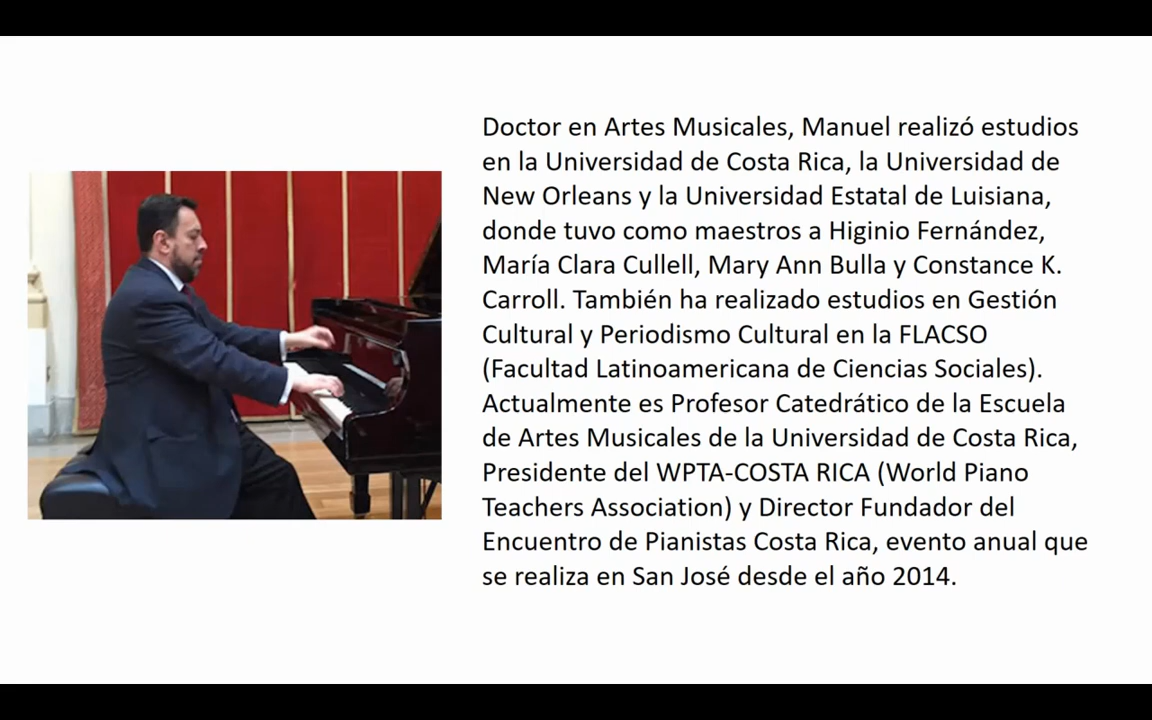 Doctor en Artes Musicales, Manuel realizó estudios
en la Universidad de Costa Rica, la Universidad de
New Orleans y la Universidad Estatal de Luisiana,
donde tuvo como maestros a Higinio Fernández,
María Clara Cullell, Mary Ann Bulla y Constance K.
Carroll. También ha realizado estudios en Gestión
Cultural y Periodismo Cultural en la FLACSO
(Facultad Latinoamericana de Ciencias Sociales).
Actualmente es Profesor Catedrático de la Escuela
de Artes Musicales de la Universidad de Costa Rica,
Presidente del WPTA-COSTA RICA (World Piano
Teachers Association) y Director Fundador del
Encuentro de Pianistas Costa Rica, evento anual que
se realiza en San José desde el año 2014.